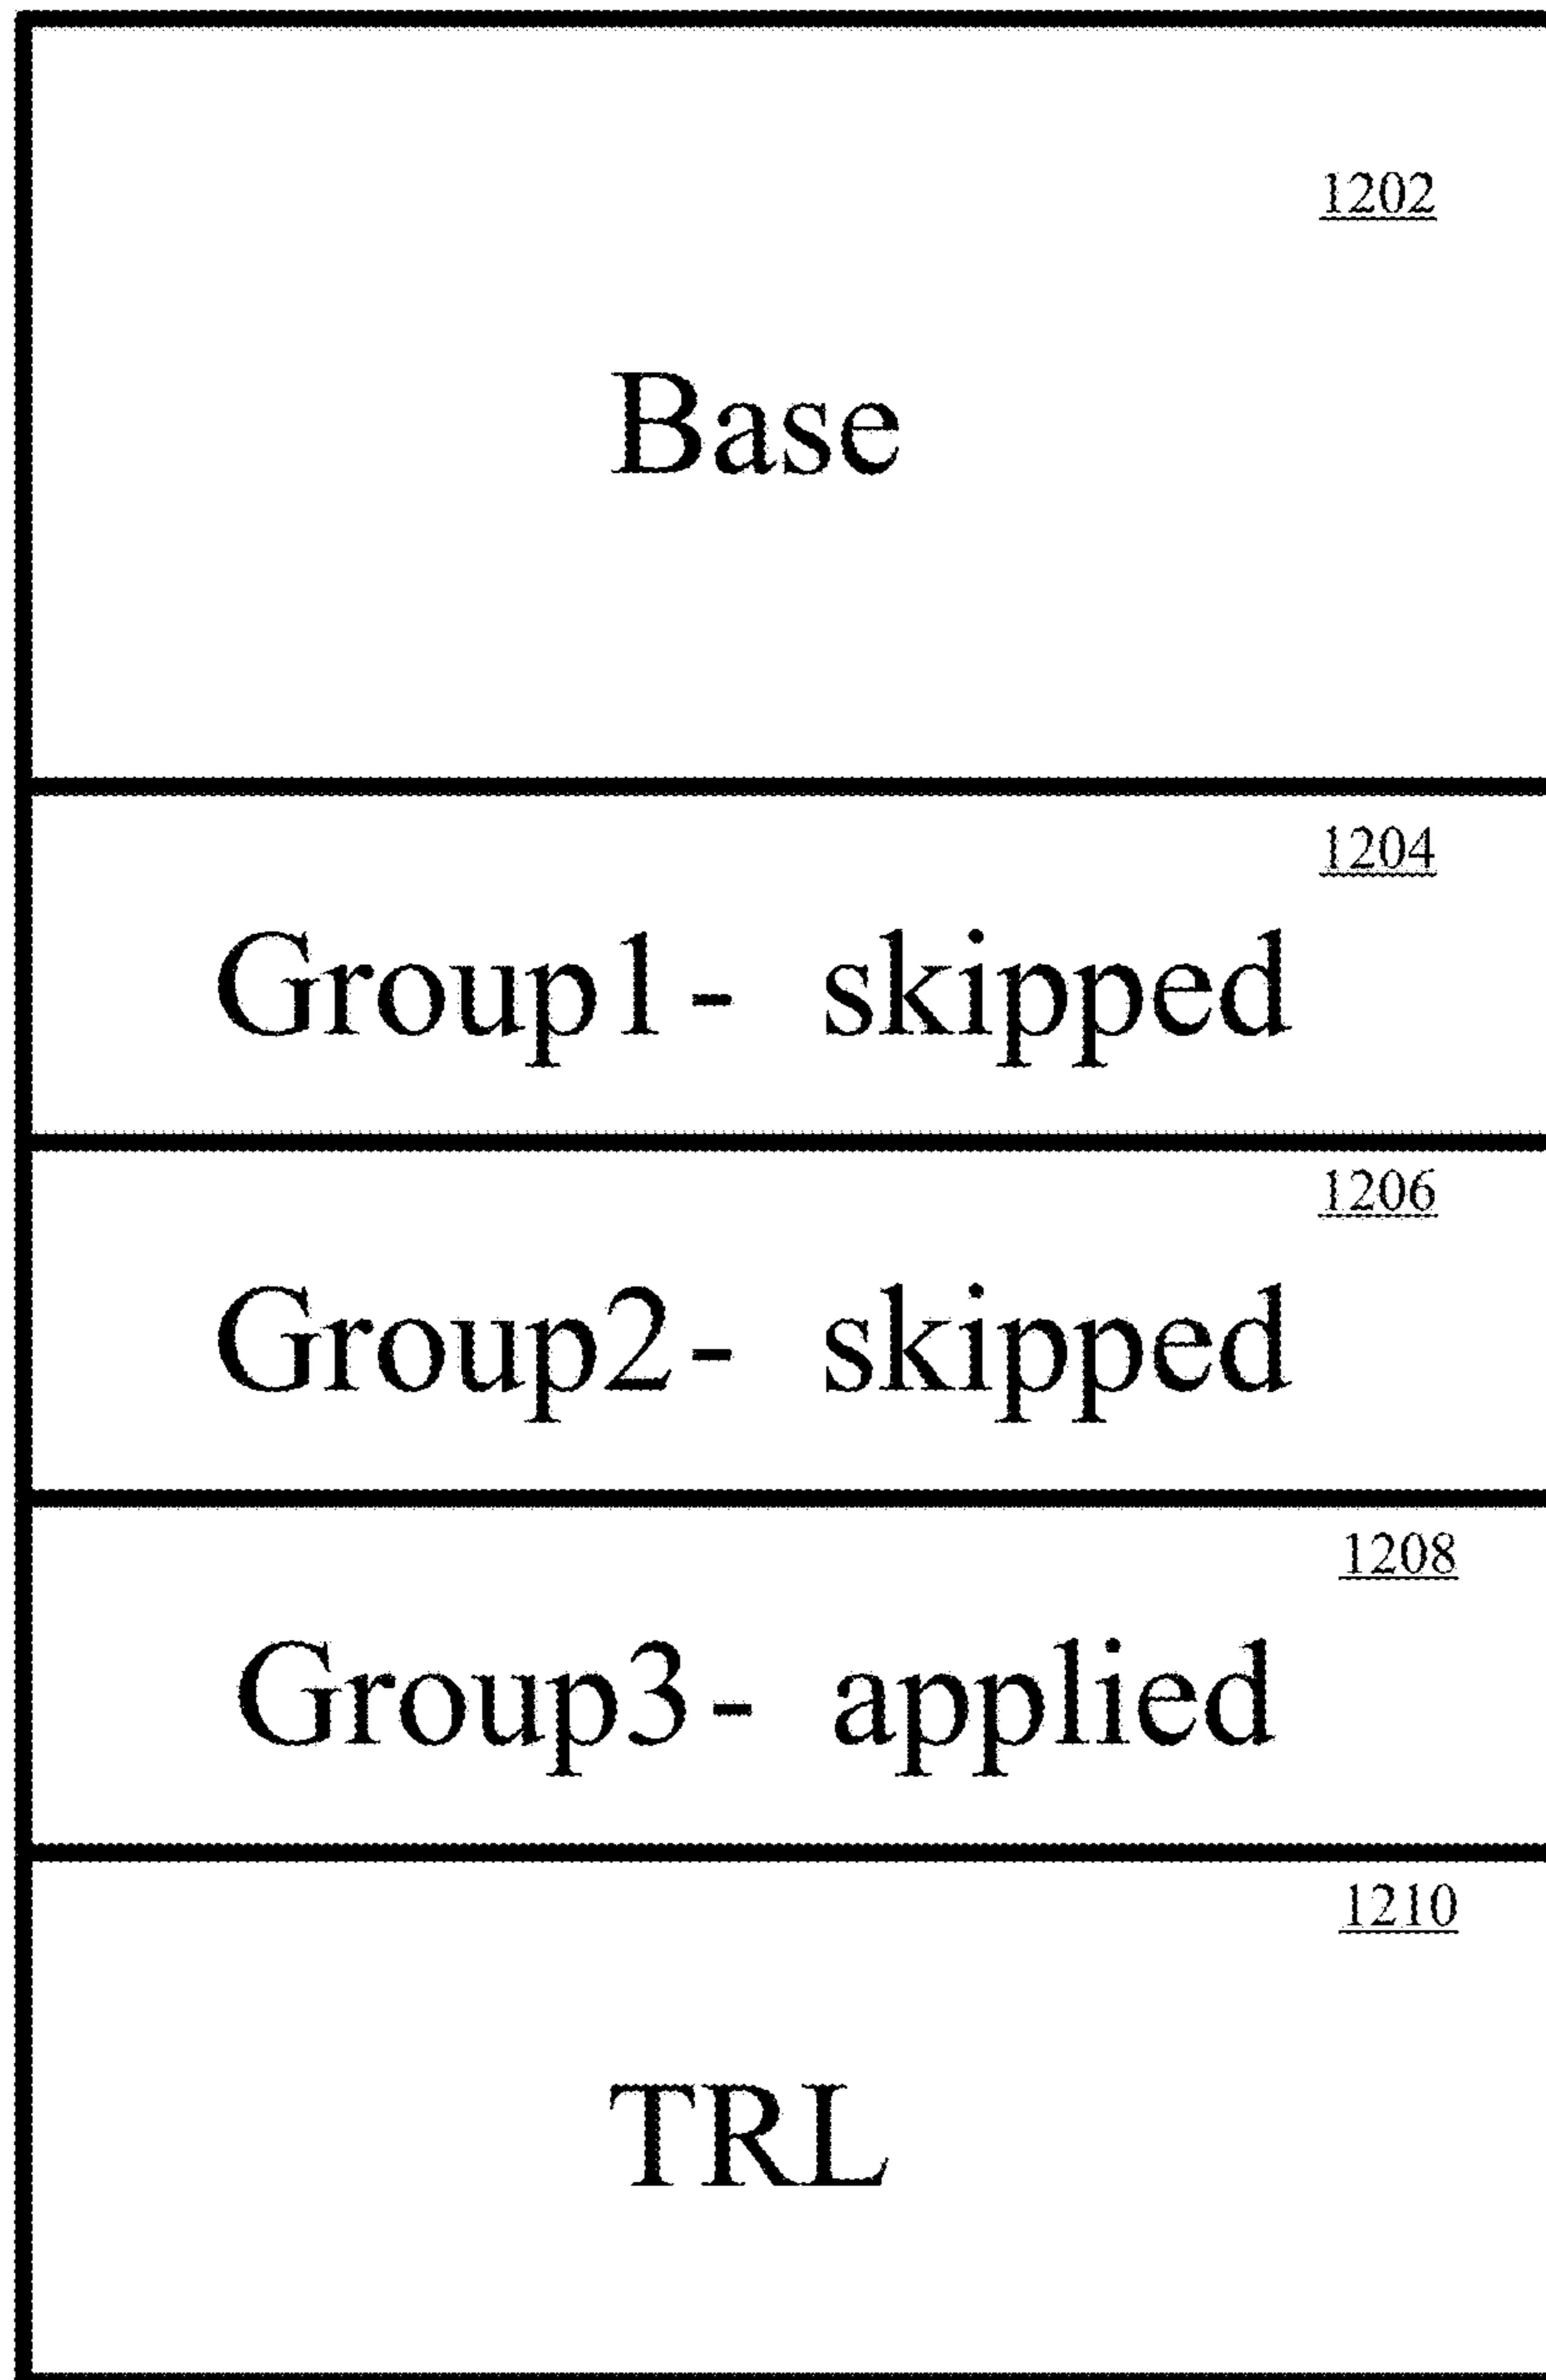 1202
Base
1204
Group1- skipped
1206
Group2- skipped
1208
Group3- applied
1210
TRL